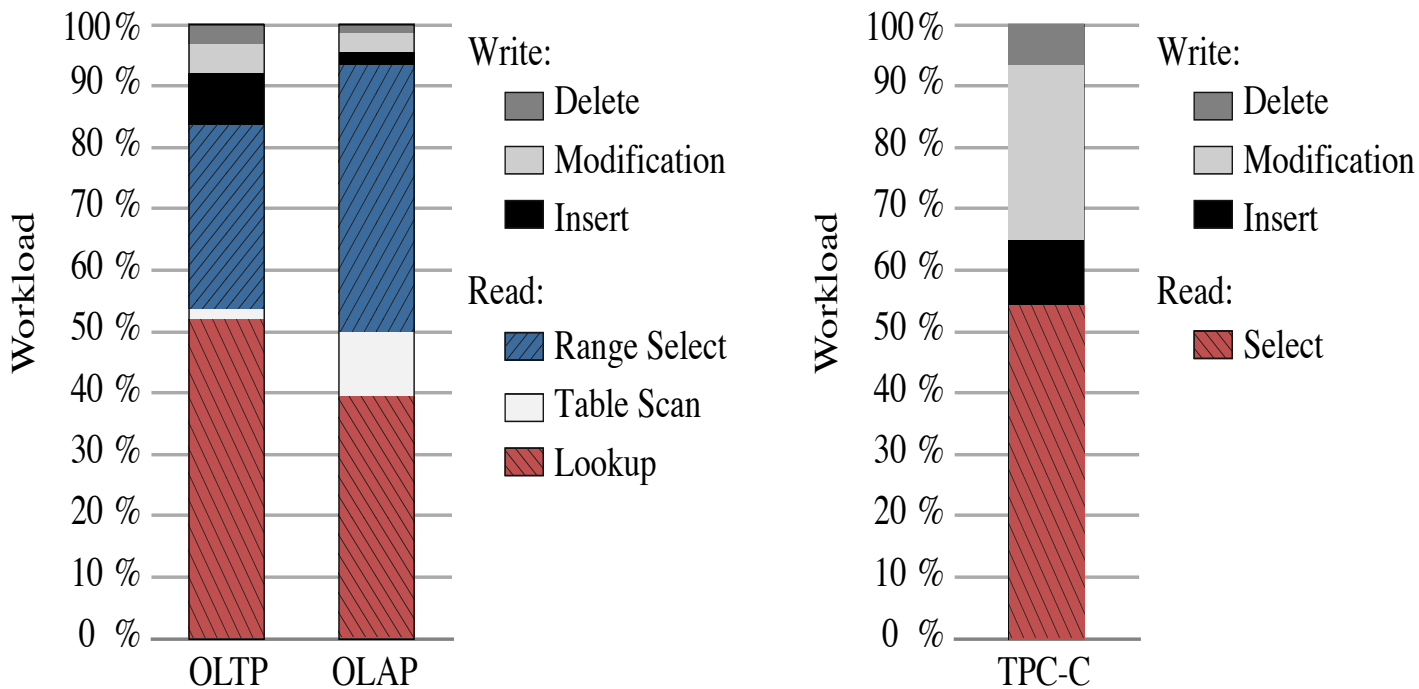 100 %
90 %
80 %
70 %
60 %
50 %
40 %
30 %
20 %
10 %
0 %
Workload
OLTP
OLAP
Write:
Delete
Modification
Insert
Read:
Range Select
Table Scan
Lookup
100 %
90 %
80 %
70 %
60 %
50 %
40 %
30 %
20 %
10 %
0 %
Workload
TPC-C
Write:
Delete
Modification
Insert
Read:
Select